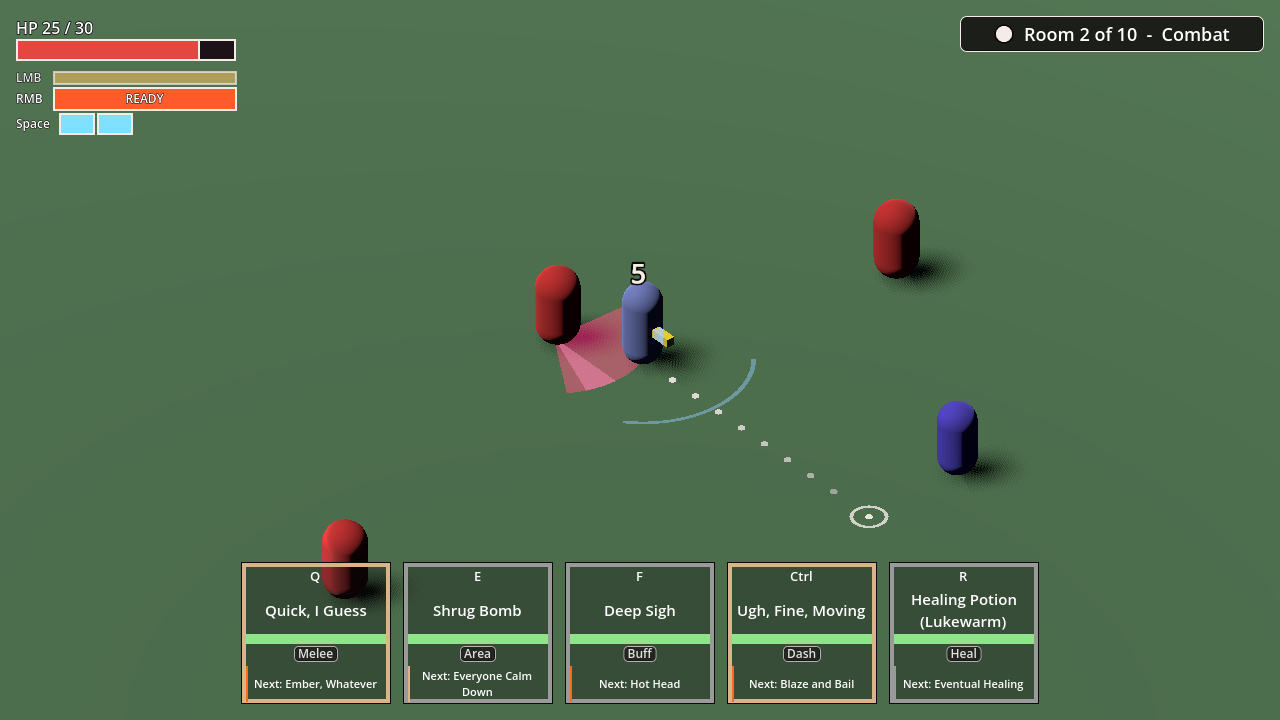 HP 25 / 30
LMB
RMB READY
Space
Room 2 of 10 - Combat
5
Q
Quick, I Guess
Melee
Next: Ember, Whatever
E
Shrug Bomb
Area
Next: Everyone Calm
Down
F
Deep Sigh
Buff
Next: Hot Head
Ctrl
Ugh, Fine, Moving
Dash
Next: Blaze and Bail
R
Healing Potion
(Lukewarm)
Heal
Next: Eventual Healing